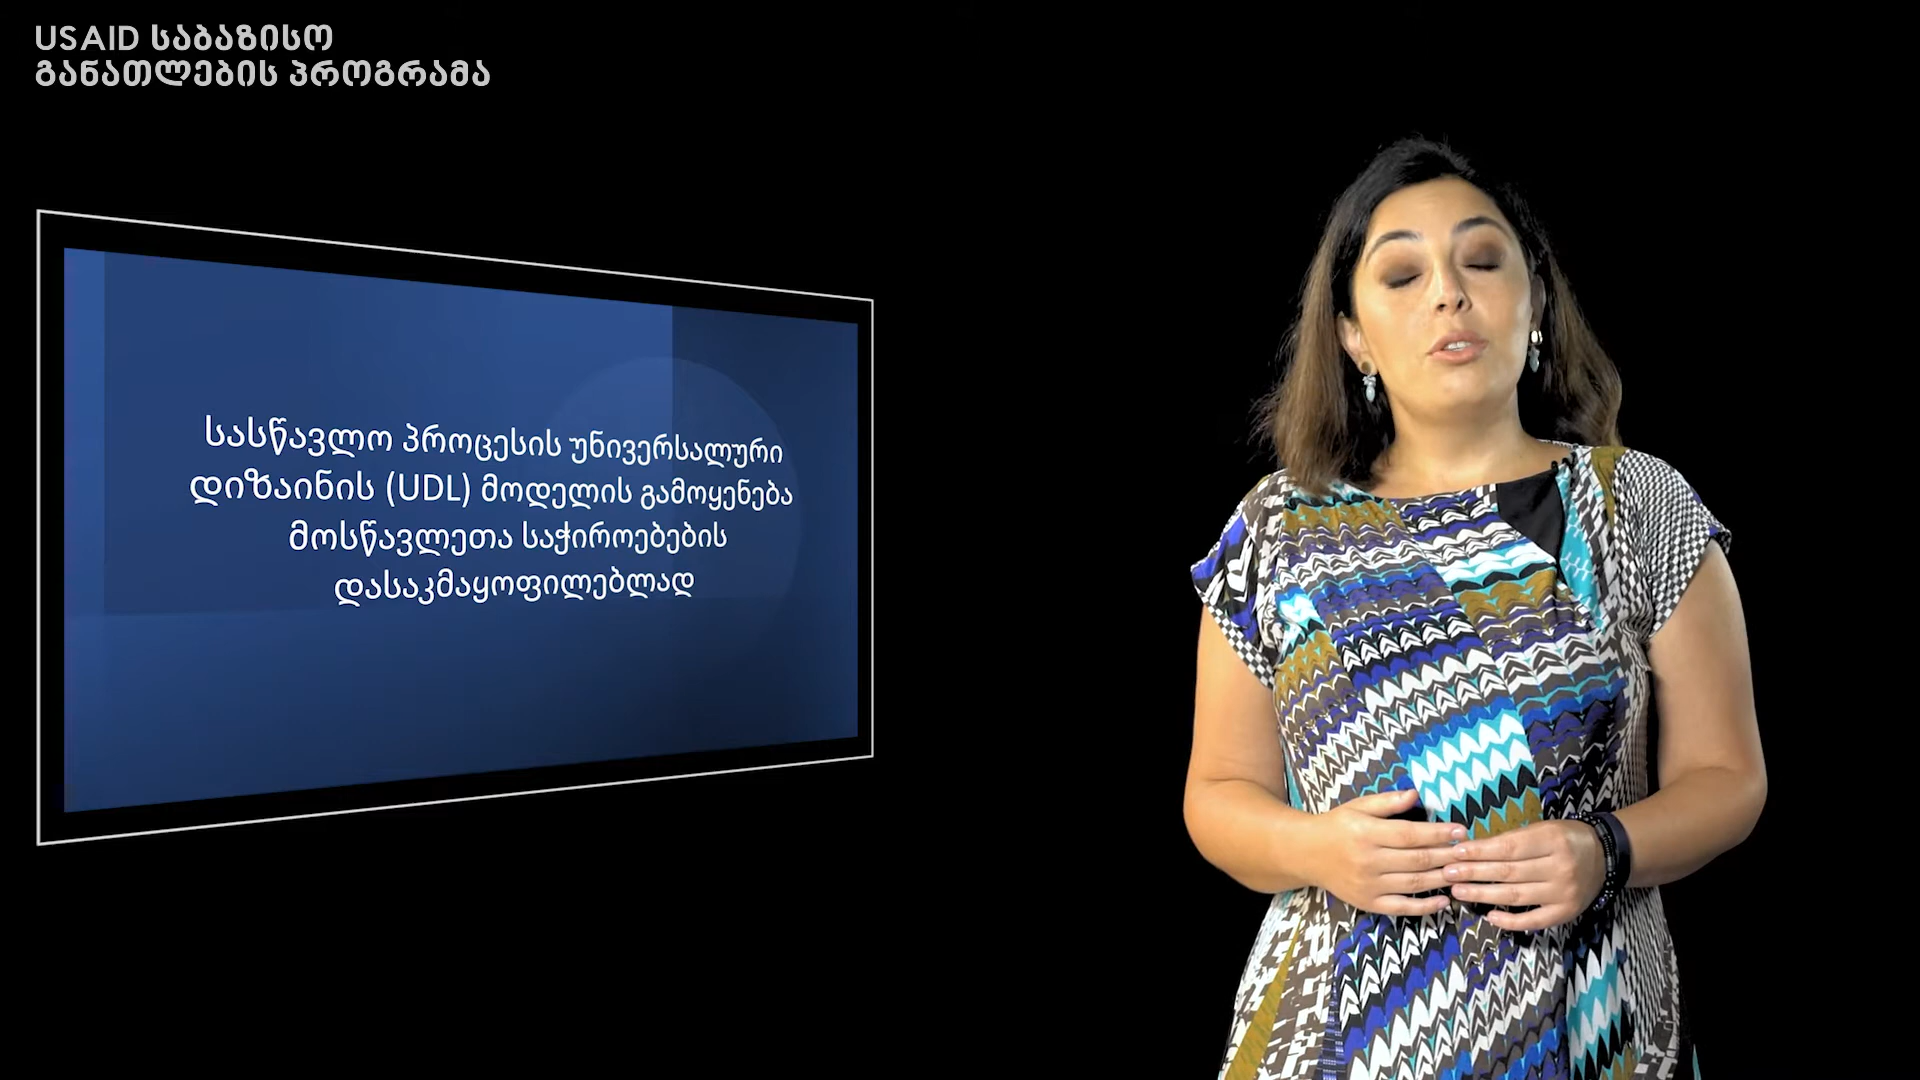 USAID საბაზისო
განათლების პროგრამა
სასწავლო პროცესის უნივერსალური
დიზაინის (UDL) მოდელის გამოყენება
მოსწავლეთა საჭიროებების
დასაკმაყოფილებლად